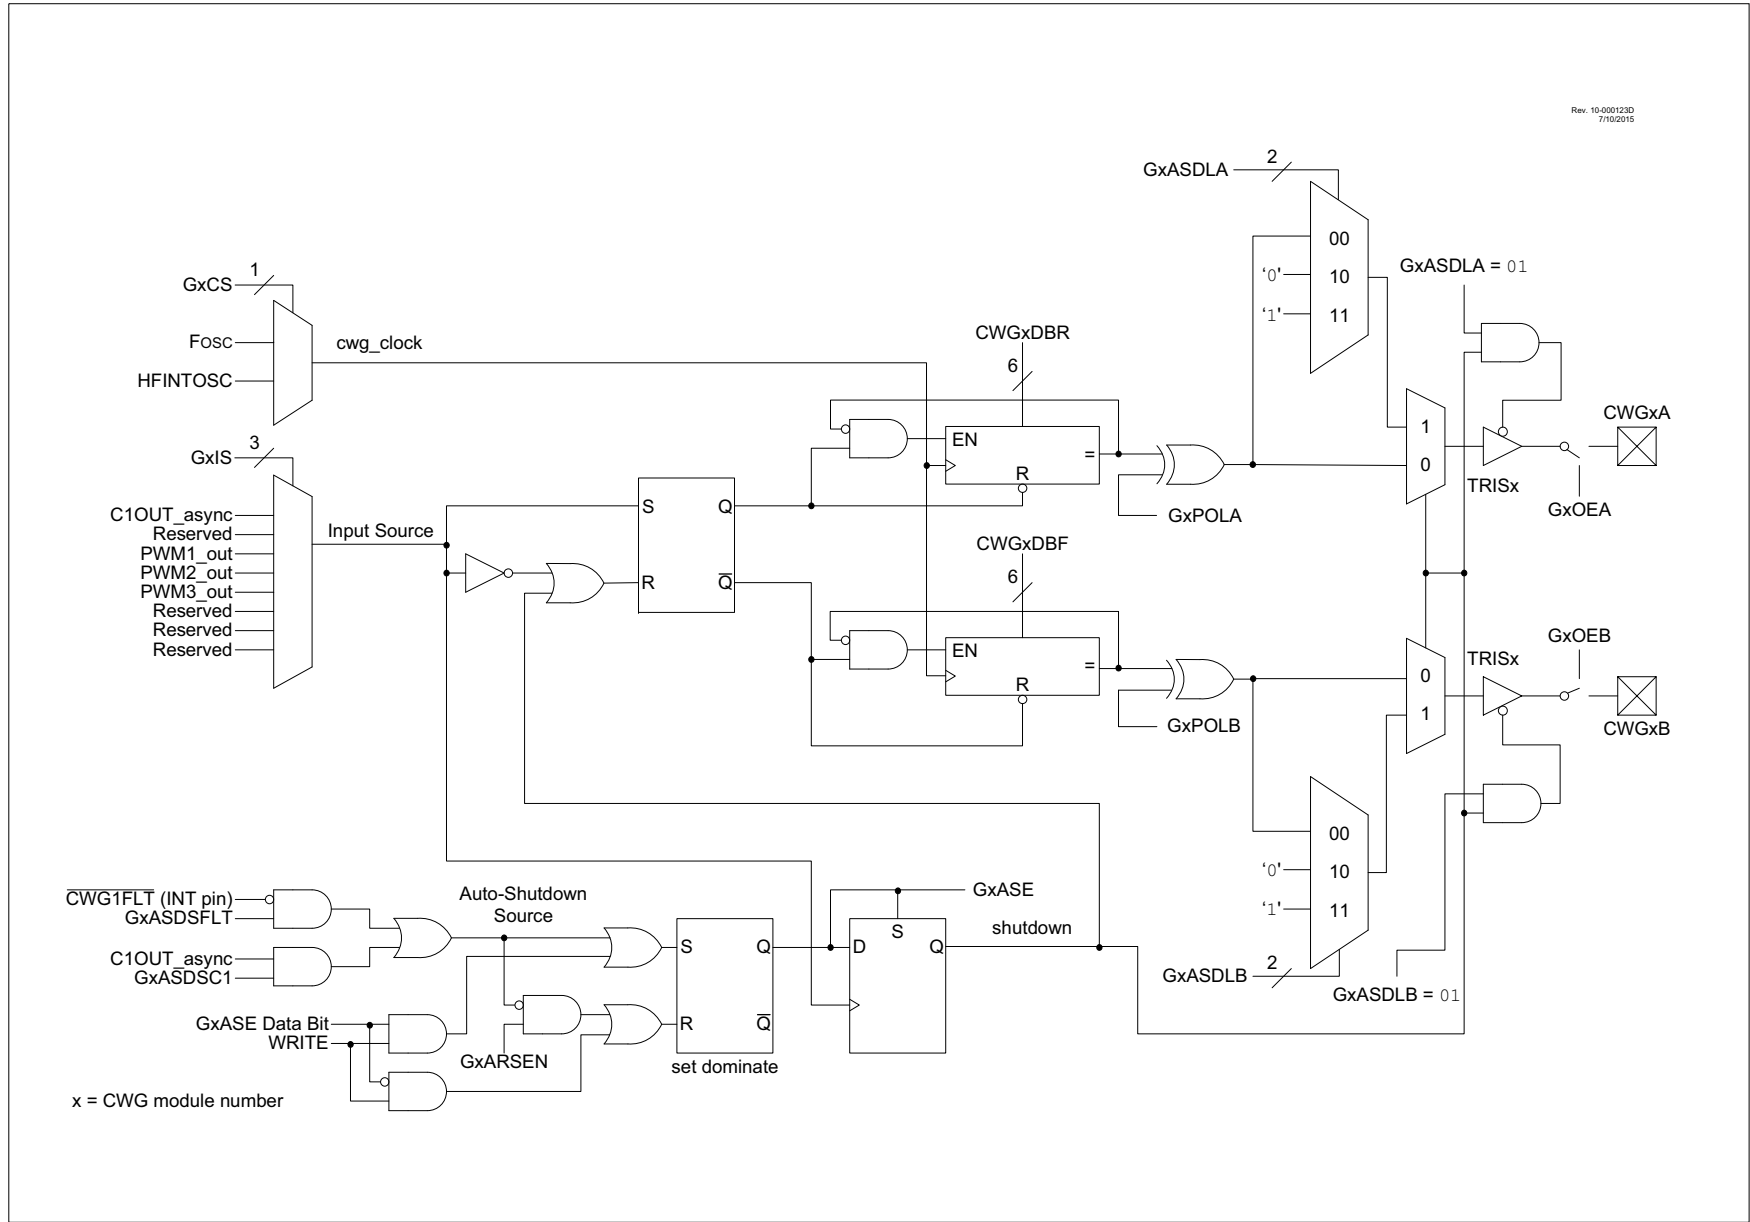 Rev. 10-000123D
7/10/2015
GxASDLA
2
00
‘0'
10
‘1'
11
GxASDLA = 01
GxCS
1
FOSC
HFINTOSC
cwg_clock
GxIS
3
C1OUT_async
Reserved
PWM1_out
PWM2_out
PWM3_out
Reserved
Reserved
Reserved
Input Source
S
Q
R
Q̅
CWGxDBR
6
EN
=
R
GxPOLA
1
0
TRISx
GxOEA
CWGxA
CWGxDBF
6
EN
=
R
GxPOLB
0
1
TRISx
GxOEB
CWGxB
00
‘0'
10
‘1'
11
GxASDLB
2
GxASDLB = 01
C̅W̅G̅1̅F̅L̅T̅ (INT pin)
GxASDSFLT
C1OUT_async
GxASDSC1
Auto-Shutdown
Source
GxASE Data Bit
WRITE
GxARSEN
S
Q
R
Q̅
set dominate
S
D
Q
GxASE
shutdown
x = CWG module number